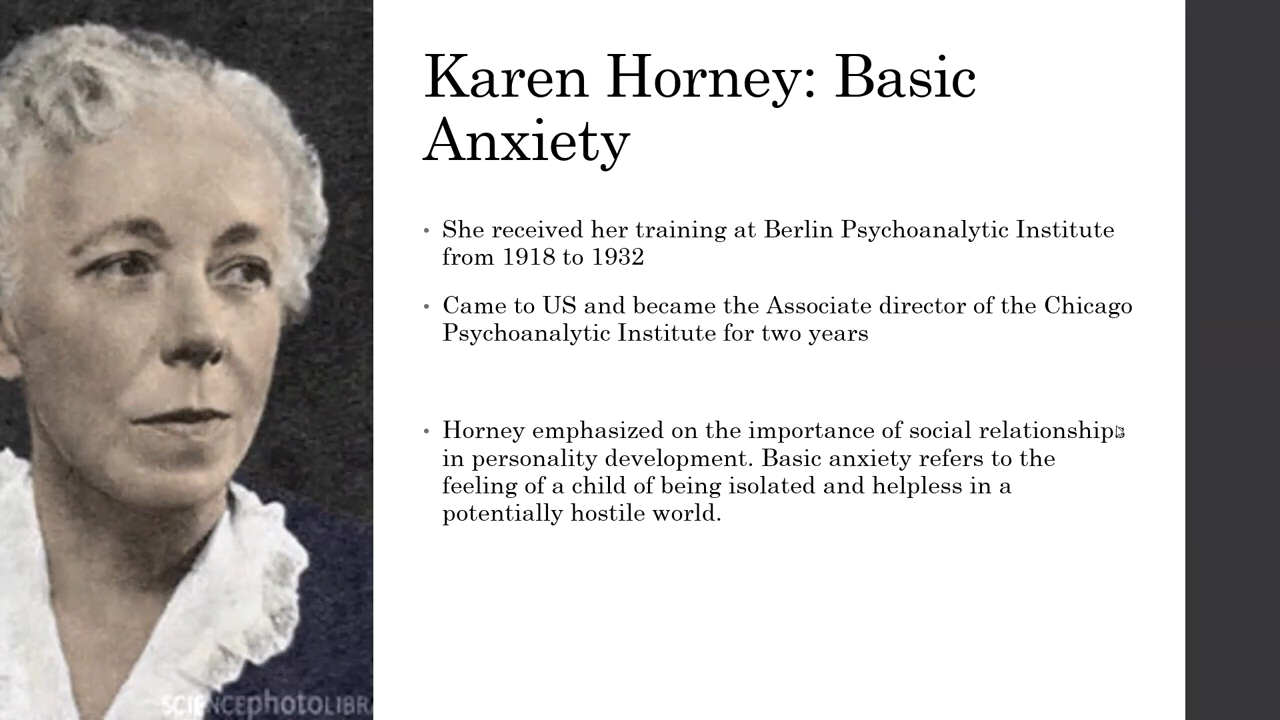 Karen Horney: Basic
Anxiety
• She received her training at Berlin Psychoanalytic Institute
from 1918 to 1932
• Came to US and became the Associate director of the Chicago
Psychoanalytic Institute for two years
• Horney emphasized on the importance of social relationships
in personality development. Basic anxiety refers to the
feeling of a child of being isolated and helpless in a
potentially hostile world.
SCIENCEphotoLIBRA